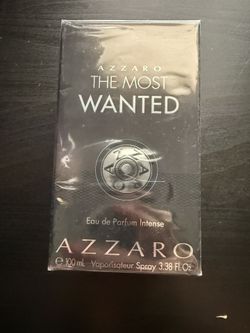 AZZARO
THE MOST
WANTED
Eau de Parfum Intense
AZZARO
℮ 100 mL Vaporisateur Spray 3.38 Fl. Oz.